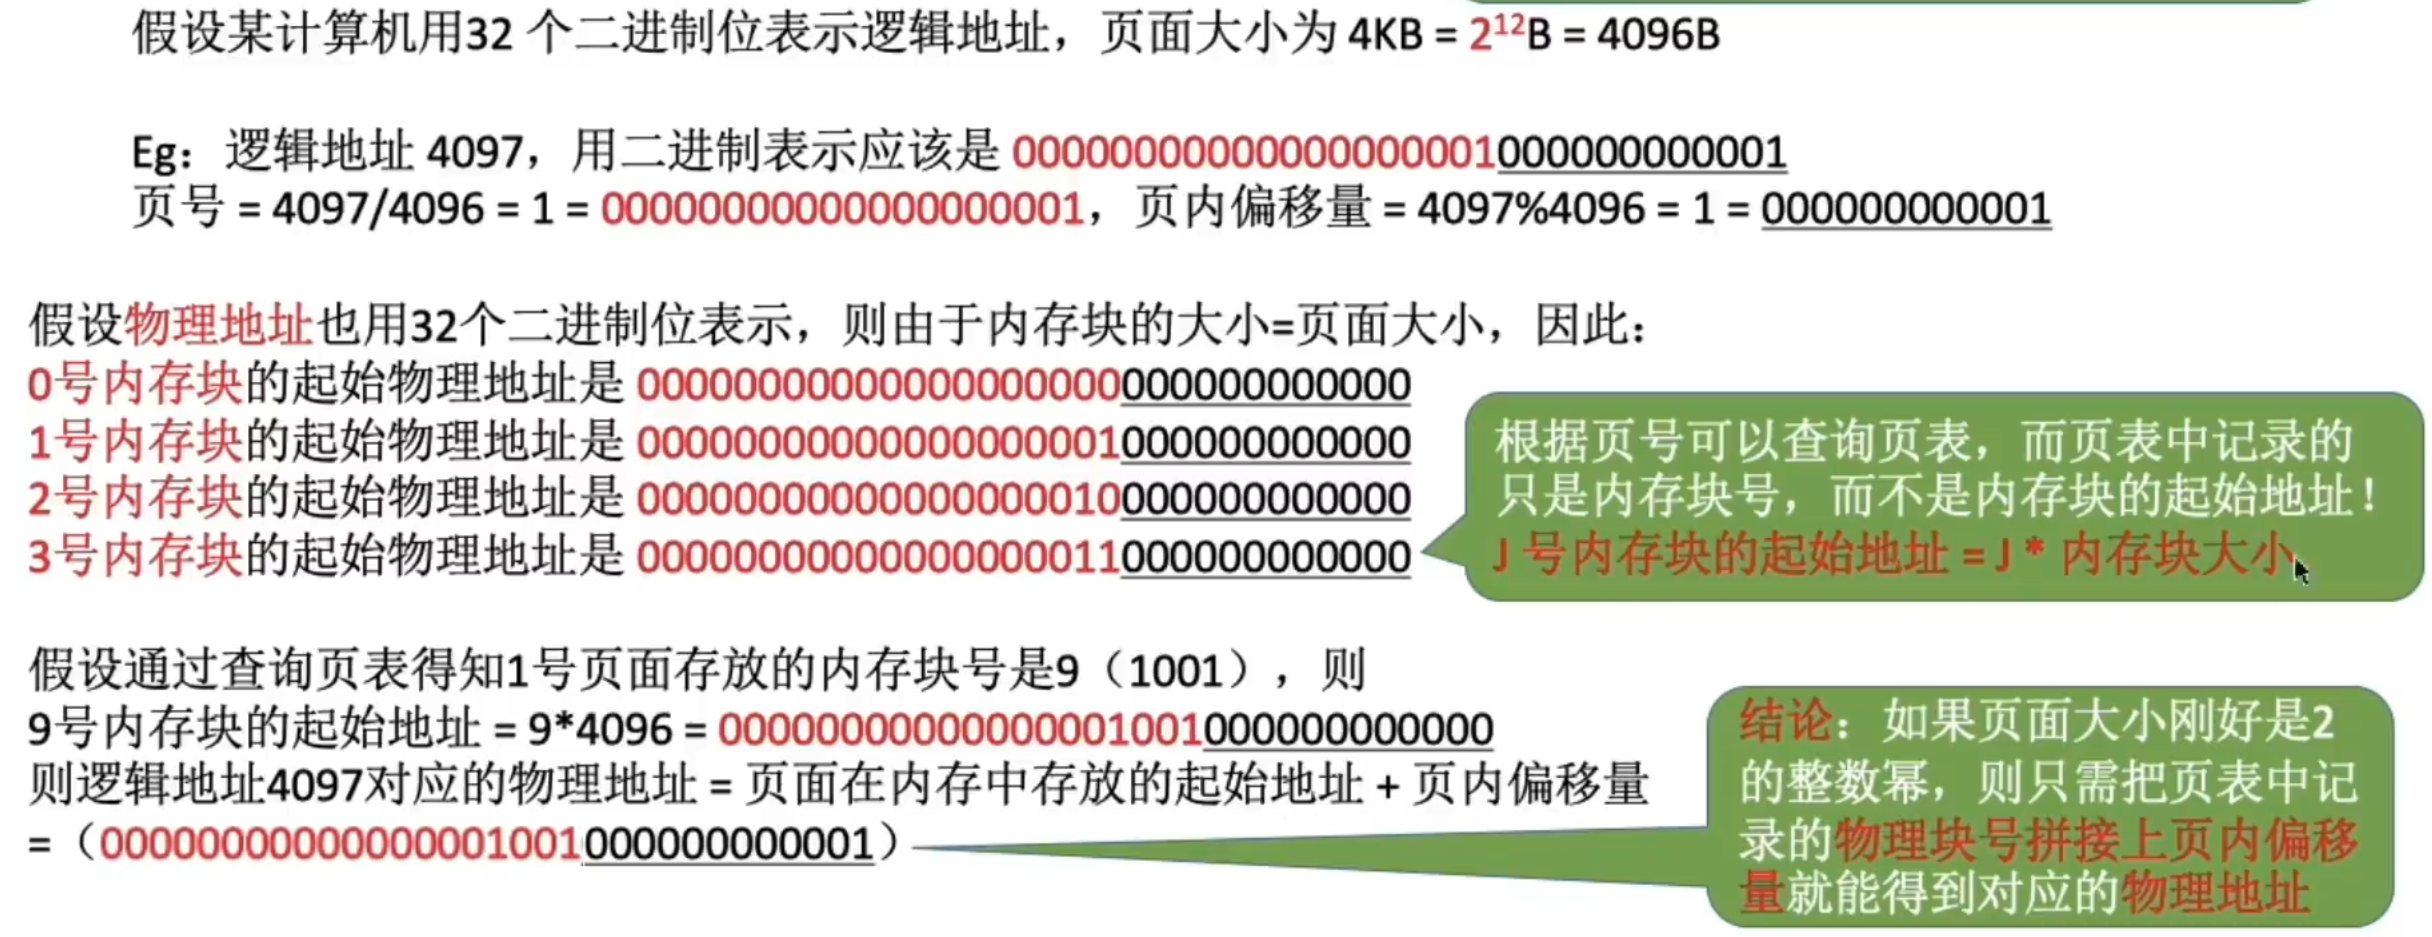 假设某计算机用32 个二进制位表示逻辑地址，页面大小为 4KB = 2¹²B = 4096B
Eg：逻辑地址 4097，用二进制表示应该是 00000000000000000001000000000001
页号 = 4097/4096 = 1 = 00000000000000000001，页内偏移量 = 4097%4096 = 1 = 000000000001
假设物理地址也用32个二进制位表示，则由于内存块的大小=页面大小，因此：
0号内存块的起始物理地址是 00000000000000000000000000000000
1号内存块的起始物理地址是 00000000000000000001000000000000
2号内存块的起始物理地址是 00000000000000000010000000000000
3号内存块的起始物理地址是 00000000000000000011000000000000
根据页号可以查询页表，而页表中记录的
只是内存块号，而不是内存块的起始地址！
J 号内存块的起始地址 = J * 内存块大小
假设通过查询页表得知1号页面存放的内存块号是9（1001），则
9号内存块的起始地址 = 9*4096 = 00000000000000001001000000000000
则逻辑地址4097对应的物理地址 = 页面在内存中存放的起始地址 + 页内偏移量
=（00000000000000001001000000000001）
结论：如果页面大小刚好是2
的整数幂，则只需把页表中记
录的物理块号拼接上页内偏移
量就能得到对应的物理地址